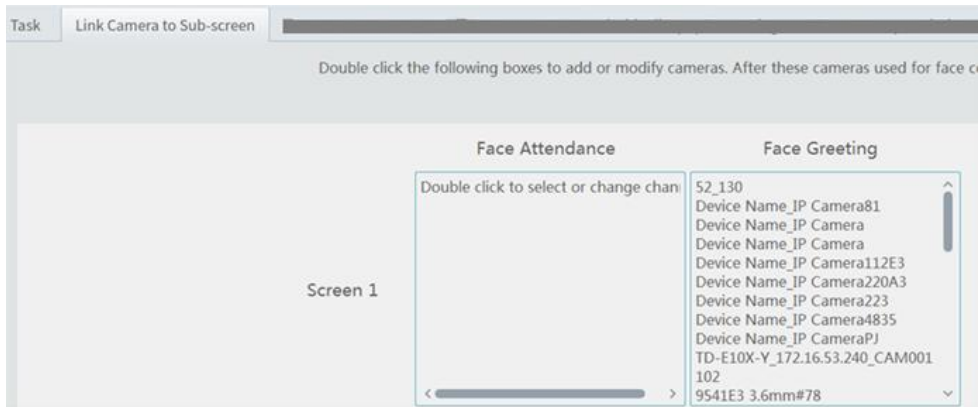 Task Link Camera to Sub-screen
Double click the following boxes to add or modify cameras. After these cameras used for face
Face Attendance Face Greeting
Screen 1
Double click to select or change
52_130
Device Name_IP Camera81
Device Name_IP Camera
Device Name_IP Camera
Device Name_IP Camera112E3
Device Name_IP Camera220A3
Device Name_IP Camera223
Device Name_IP Camera4835
Device Name_IP CameraPJ
TD-E10X-Y_172.16.53.240_CAM001
102
9541E3 3.6mm#78